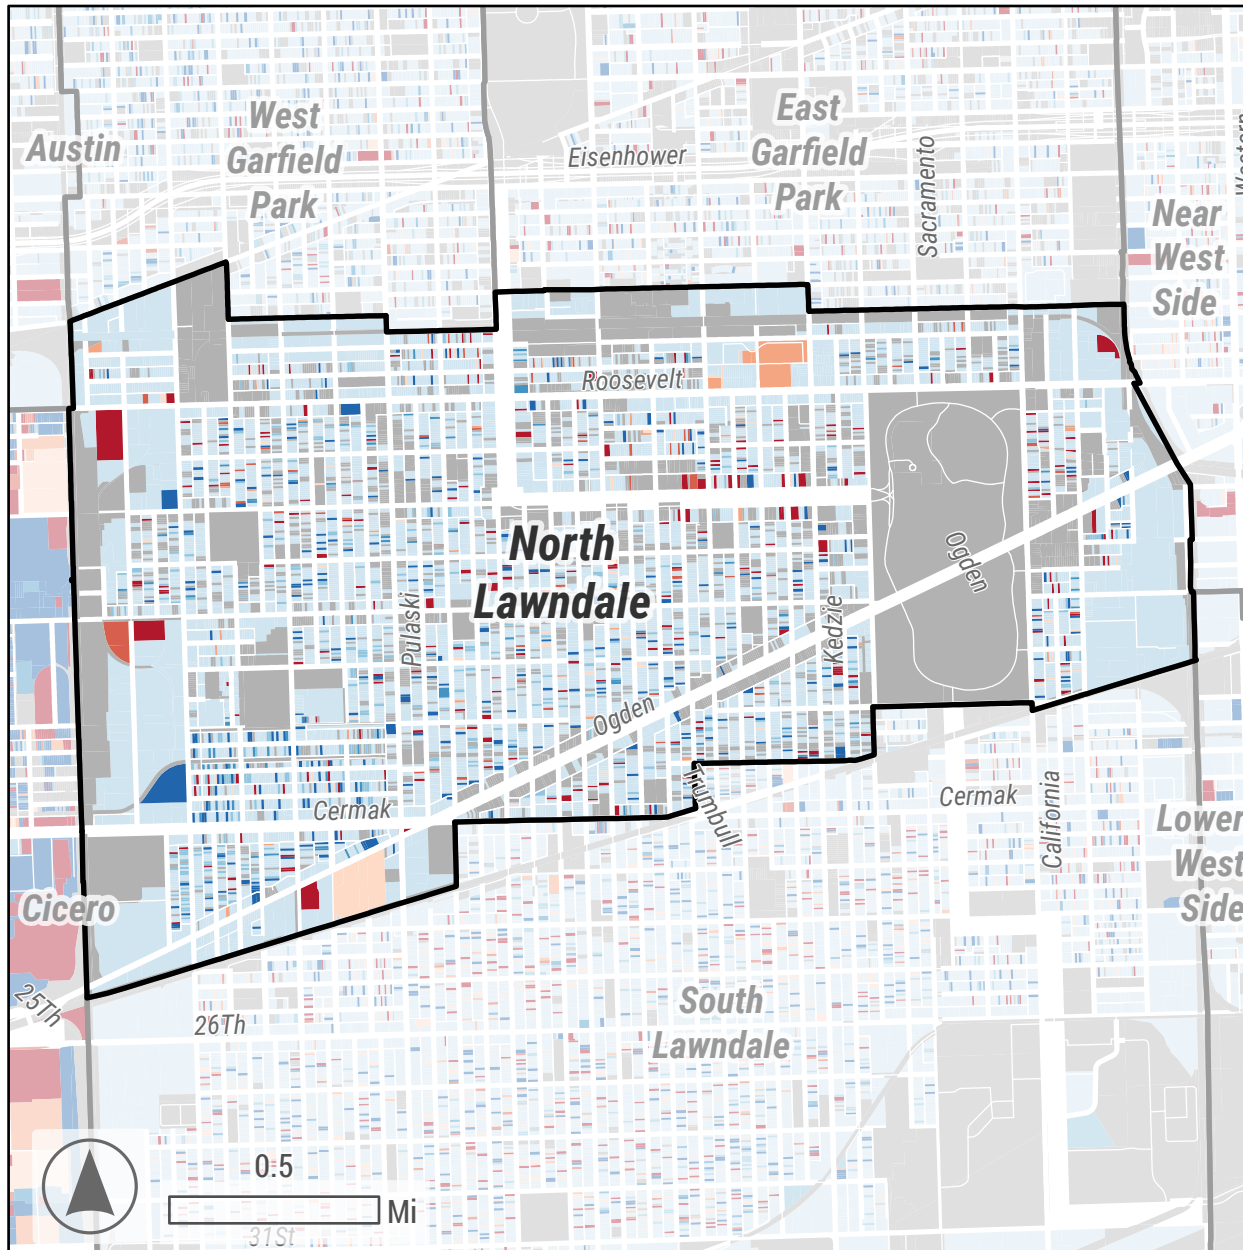 West
Garfield
Park
East
Garfield
Park
Austin
Eisenhower
Sacramento
Western
Near
West
Side
Roosevelt
North
Lawndale
Ogden
Pulaski
Kedzie
Ogden
Cermak
Trumbull
Cermak
California
Lower
West
Side
Cicero
25Th
26Th
South
Lawndale
0.5
Mi
31St